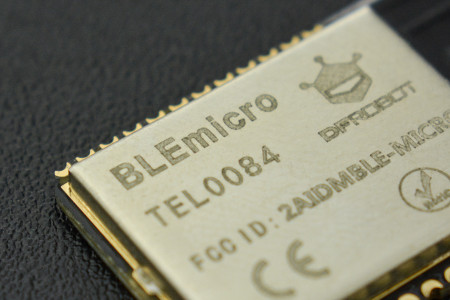 BLEmicro
DFROBOT
TEL0084
FCC ID: 2AIDMBLE-MICRO
CE